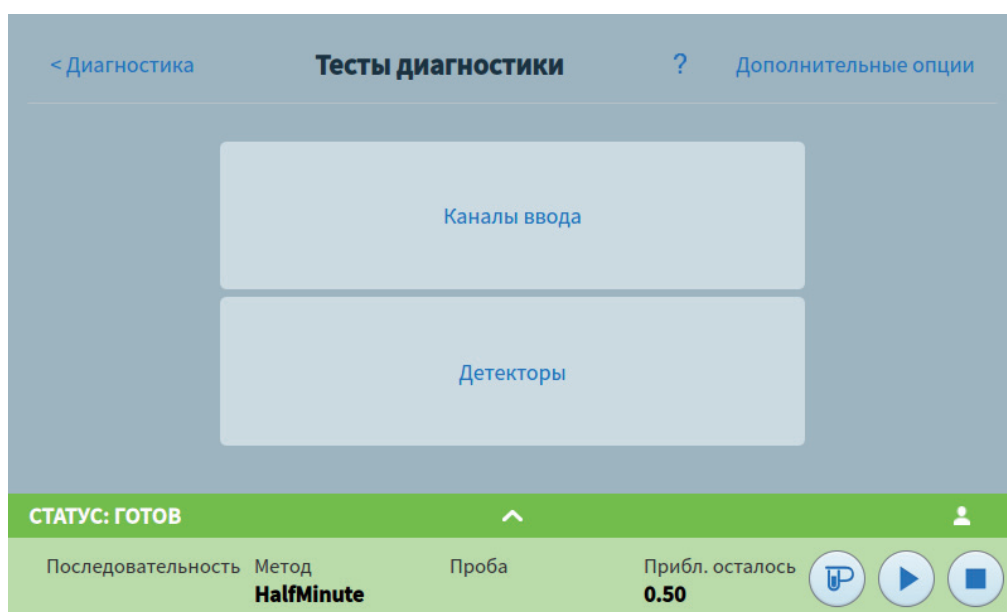 < Диагностика Тесты диагностики ? Дополнительные опции
Каналы ввода
Детекторы
СТАТУС: ГОТОВ
Последовательность Метод Проба Прибл. осталось
HalfMinute 0.50